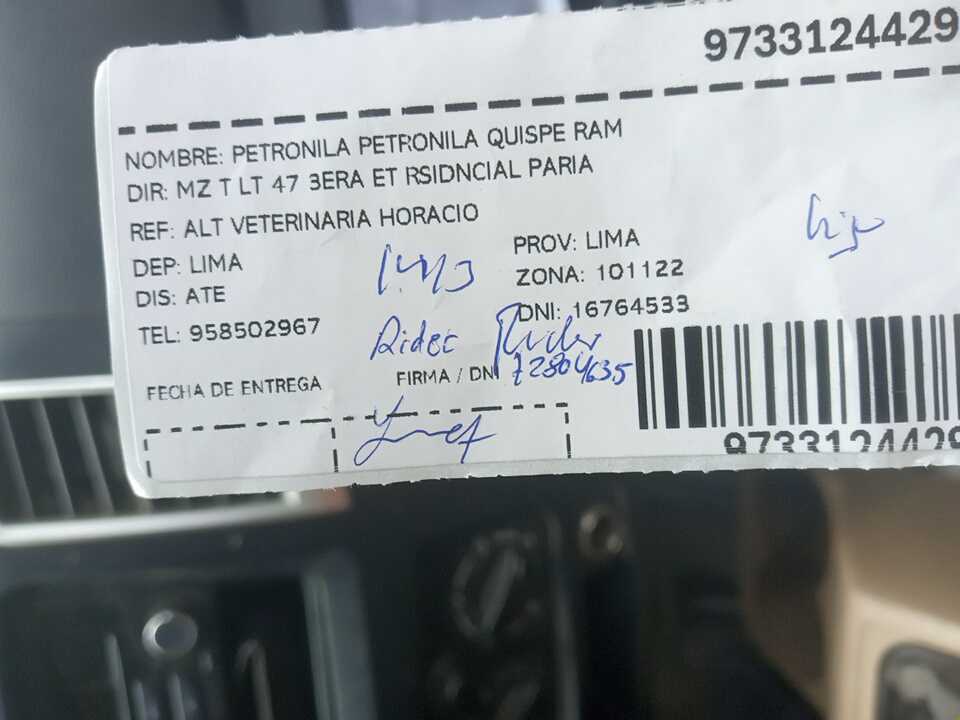 9733124429
NOMBRE: PETRONILA PETRONILA QUISPE RAM
DIR: MZ T LT 47 3ERA ET RSIDNCIAL PARIA
REF: ALT VETERINARIA HORACIO
DEP: LIMA
PROV: LIMA
hijo
DIS: ATE
ZONA: 101122
TEL: 958502967
DNI: 16764533
FECHA DE ENTREGA
FIRMA / DNI 72804635
9733124429